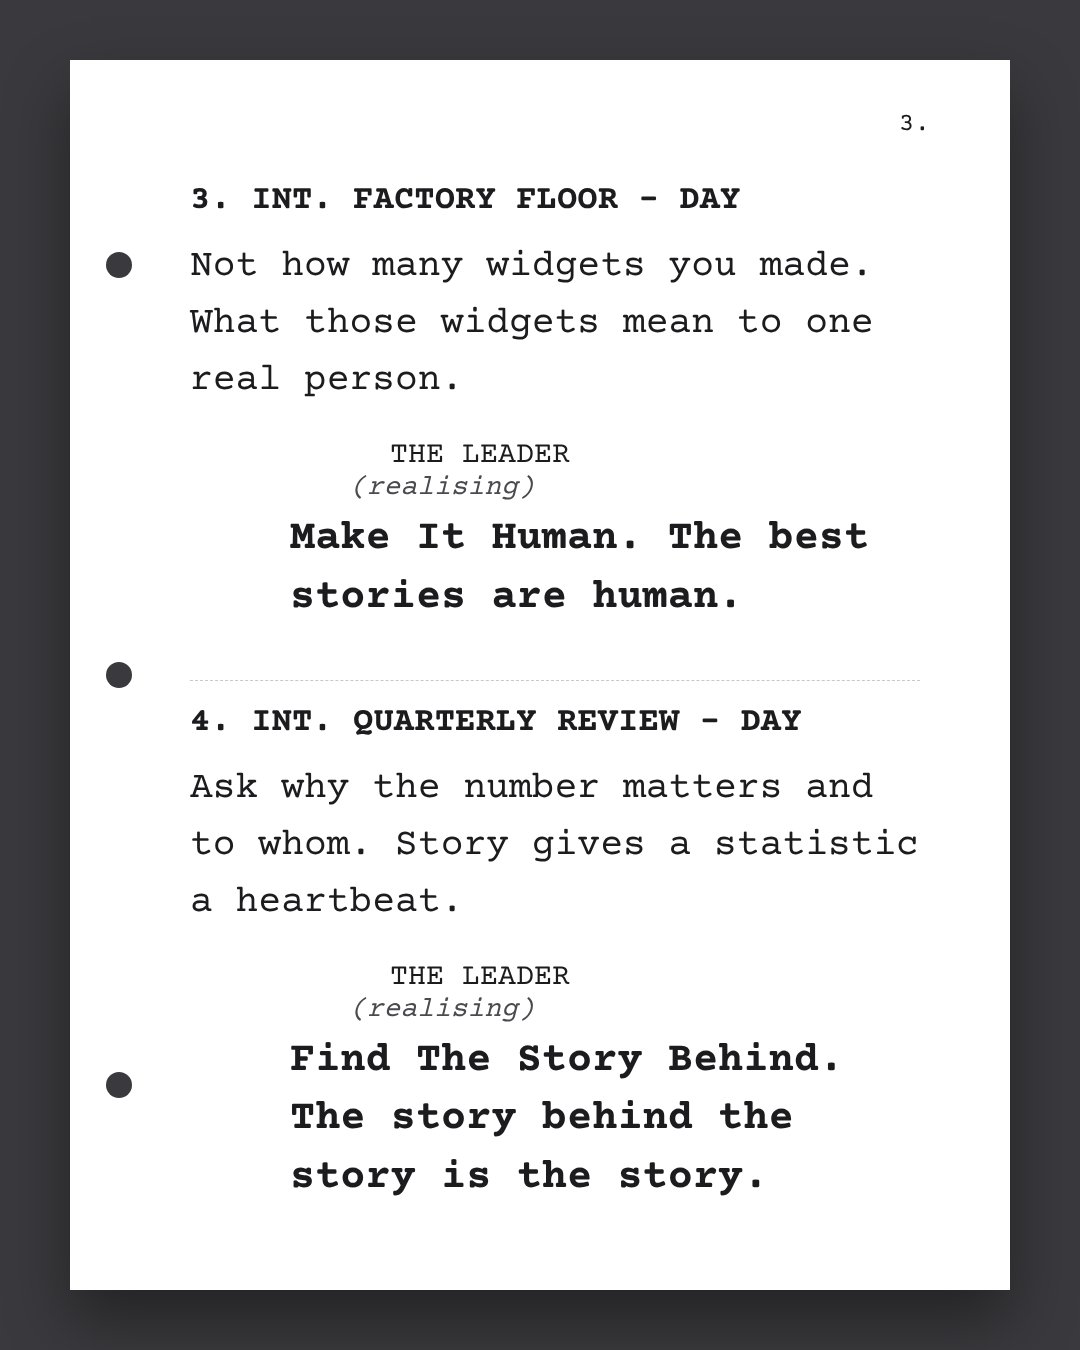 3.
3. INT. FACTORY FLOOR – DAY
Not how many widgets you made.
What those widgets mean to one
real person.
THE LEADER
(realising)
Make It Human. The best
stories are human.
4. INT. QUARTERLY REVIEW – DAY
Ask why the number matters and
to whom. Story gives a statistic
a heartbeat.
THE LEADER
(realising)
Find The Story Behind.
The story behind the
story is the story.